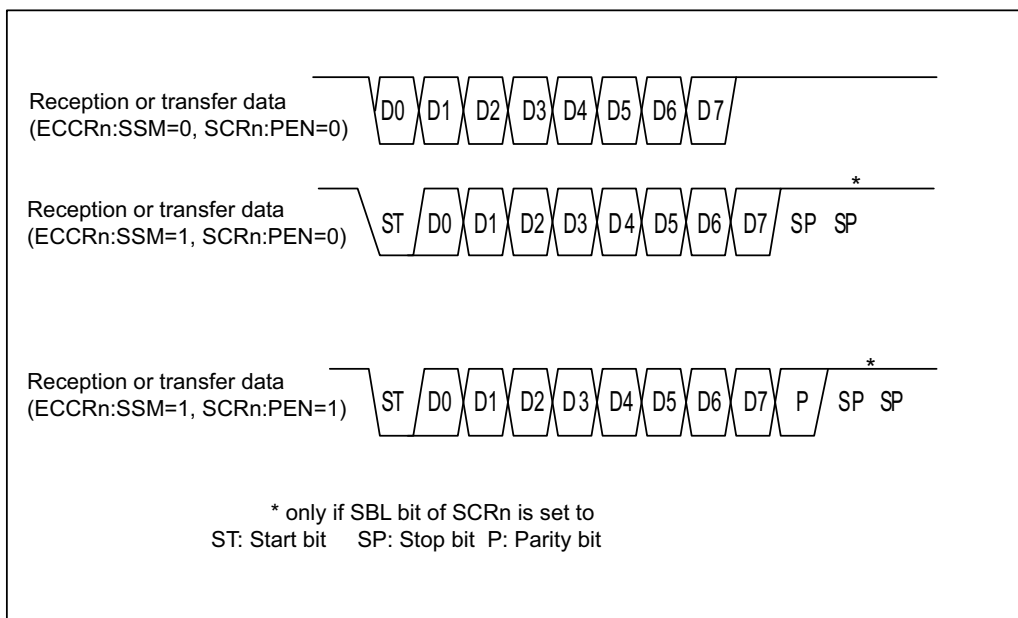 Reception or transfer data
(ECCRn:SSM=0, SCRn:PEN=0)
D0 D1 D2 D3 D4 D5 D6 D7
*
Reception or transfer data
(ECCRn:SSM=1, SCRn:PEN=0)
ST D0 D1 D2 D3 D4 D5 D6 D7 SP SP
*
Reception or transfer data
(ECCRn:SSM=1, SCRn:PEN=1)
ST D0 D1 D2 D3 D4 D5 D6 D7 P SP SP
* only if SBL bit of SCRn is set to
ST: Start bit SP: Stop bit P: Parity bit